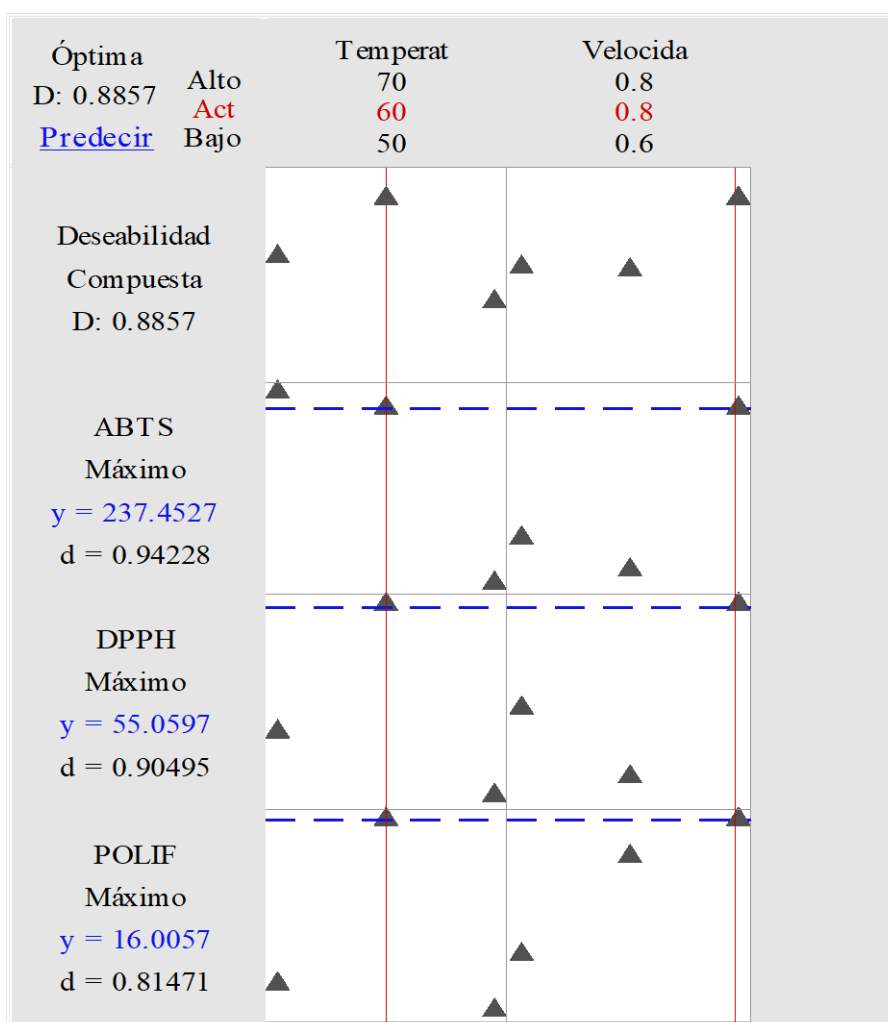 Óptima
D: 0.8857
Predecir
Alto
Act
Bajo
Temperat
70
60
50
Velocida
0.8
0.8
0.6
Deseabilidad
Compuesta
D: 0.8857
ABTS
Máximo
y = 237.4527
d = 0.94228
DPPH
Máximo
y = 55.0597
d = 0.90495
POLIF
Máximo
y = 16.0057
d = 0.81471